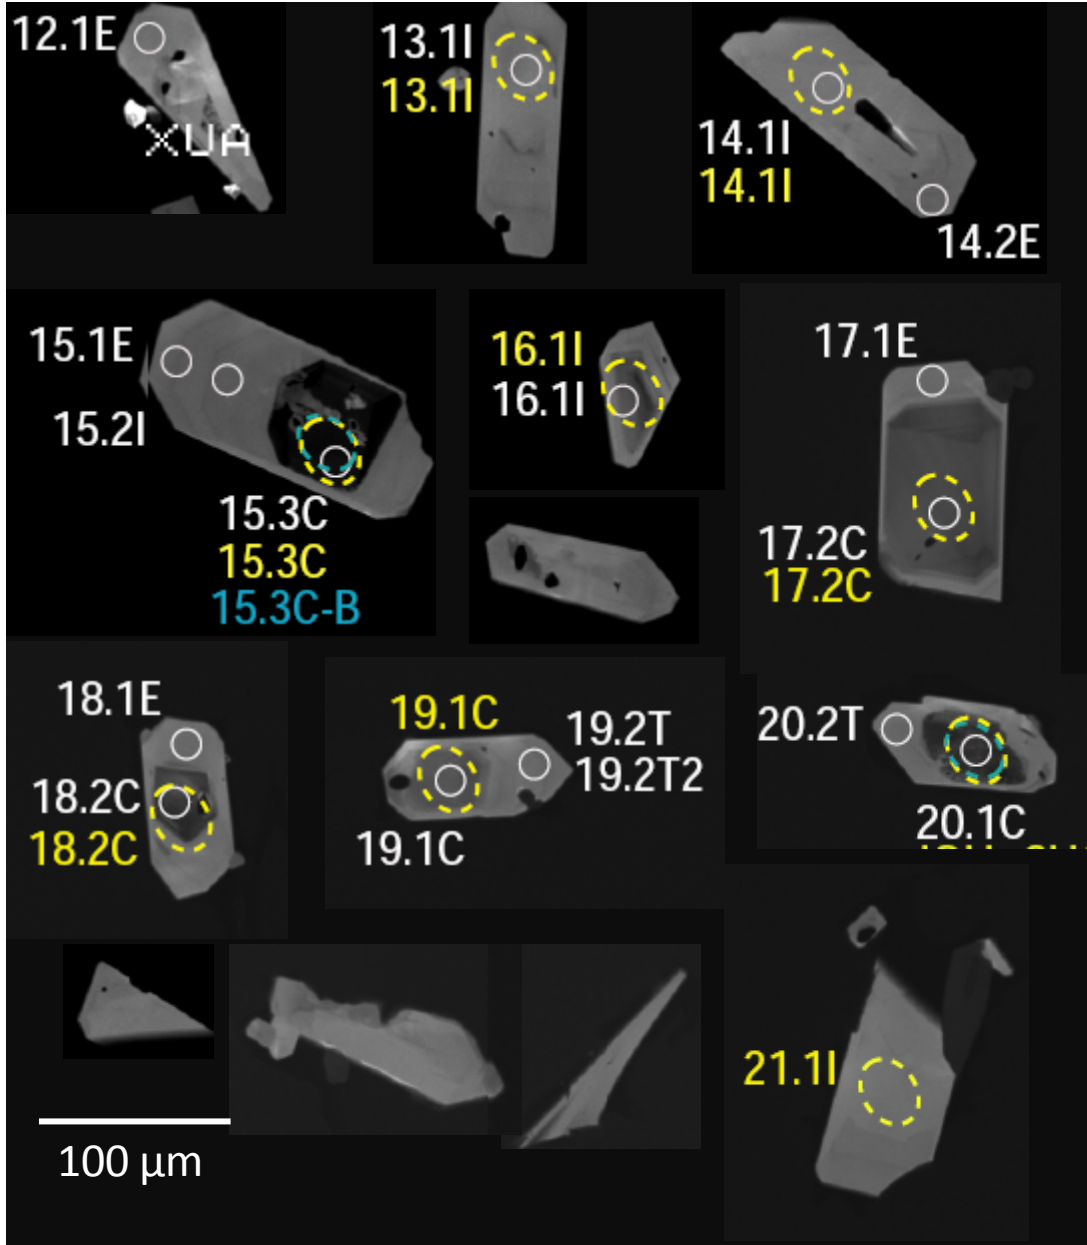 12.1E
XUA
13.1I
13.1I
14.1I
14.1I
14.2E
15.1E
15.2I
15.3C
15.3C
15.3C-B
16.1I
16.1I
17.1E
17.2C
17.2C
18.1E
18.2C
18.2C
19.1C
19.2T
19.2T2
19.1C
20.2T
20.1C
21.1I
100 µm